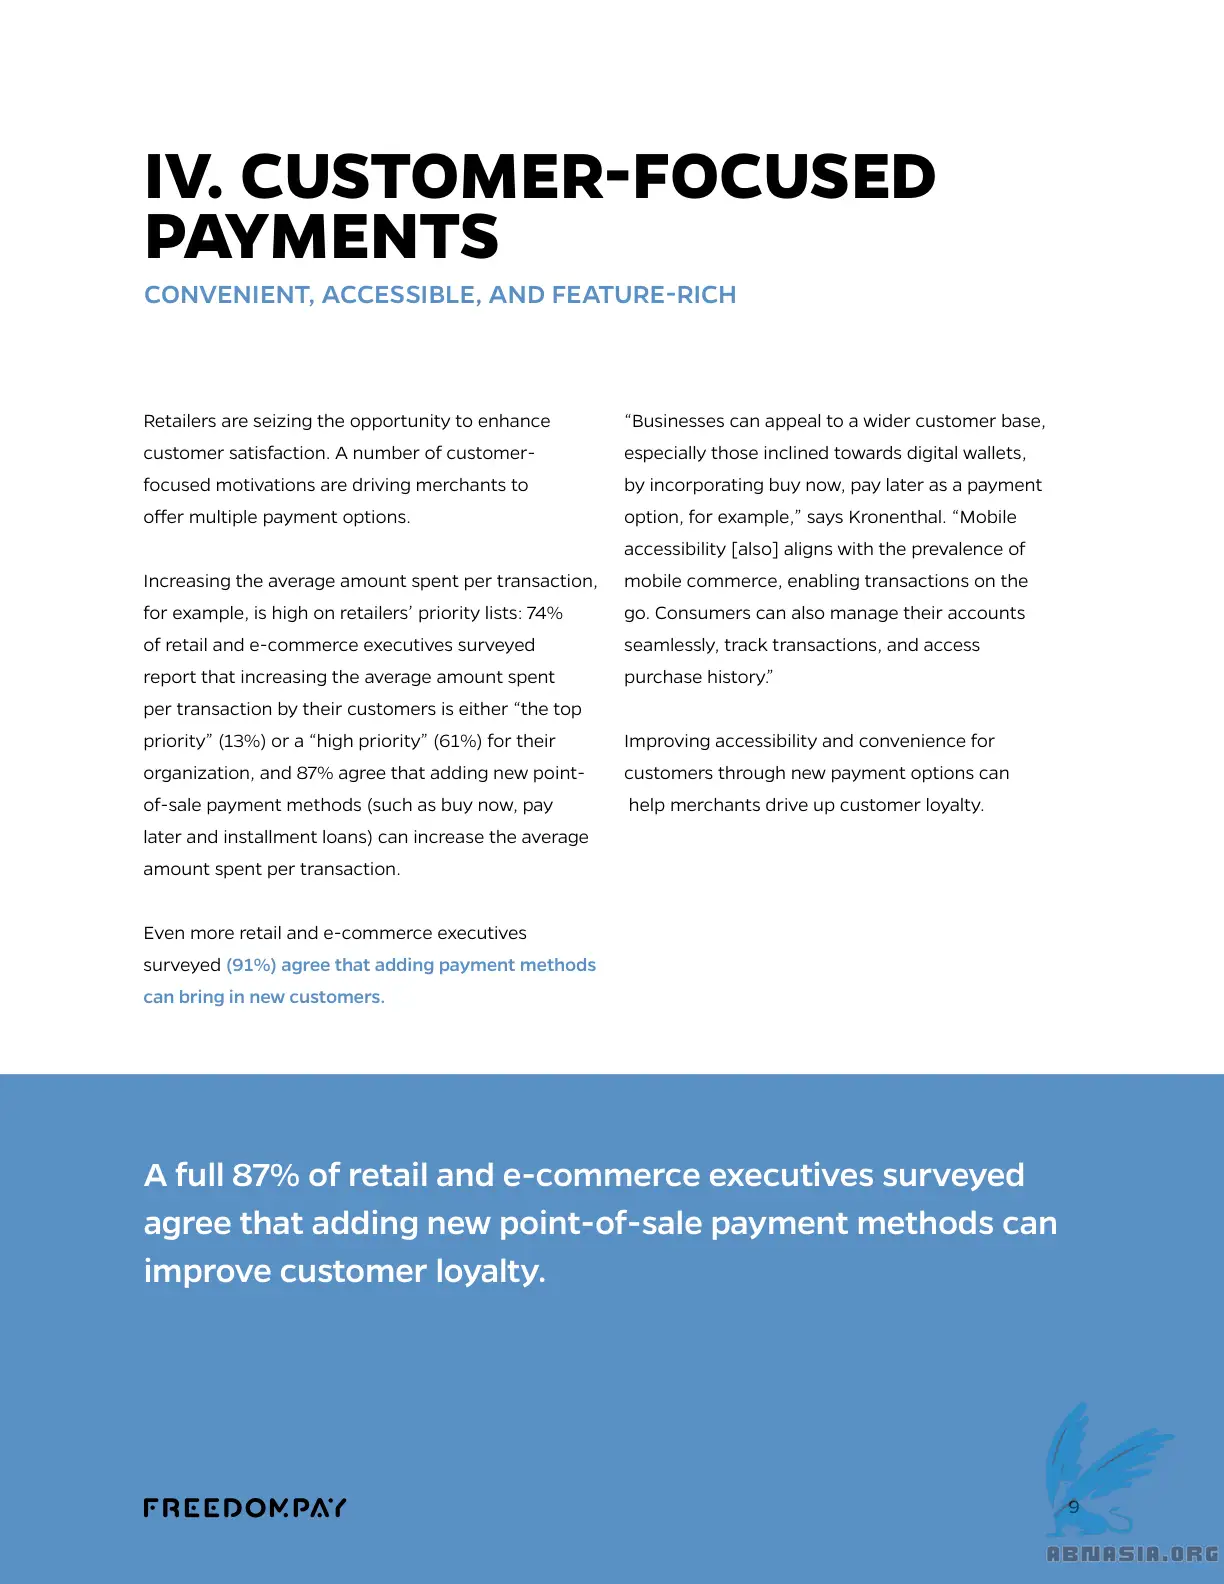 IV. CUSTOMER-FOCUSED
PAYMENTS
CONVENIENT, ACCESSIBLE, AND FEATURE-RICH
Retailers are seizing the opportunity to enhance
customer satisfaction. A number of customer-
focused motivations are driving merchants to
offer multiple payment options.
Increasing the average amount spent per transaction,
for example, is high on retailers’ priority lists: 74%
of retail and e-commerce executives surveyed
report that increasing the average amount spent
per transaction by their customers is either “the top
priority” (13%) or a “high priority” (61%) for their
organization, and 87% agree that adding new point-
of-sale payment methods (such as buy now, pay
later and installment loans) can increase the average
amount spent per transaction.
Even more retail and e-commerce executives
surveyed (91%) agree that adding payment methods
can bring in new customers.
“Businesses can appeal to a wider customer base,
especially those inclined towards digital wallets,
by incorporating buy now, pay later as a payment
option, for example,” says Kronenthal. “Mobile
accessibility [also] aligns with the prevalence of
mobile commerce, enabling transactions on the
go. Consumers can also manage their accounts
seamlessly, track transactions, and access
purchase history.”
Improving accessibility and convenience for
customers through new payment options can
help merchants drive up customer loyalty.
A full 87% of retail and e-commerce executives surveyed
agree that adding new point-of-sale payment methods can
improve customer loyalty.
FREEDOMPAY
9
ABNASIA.ORG